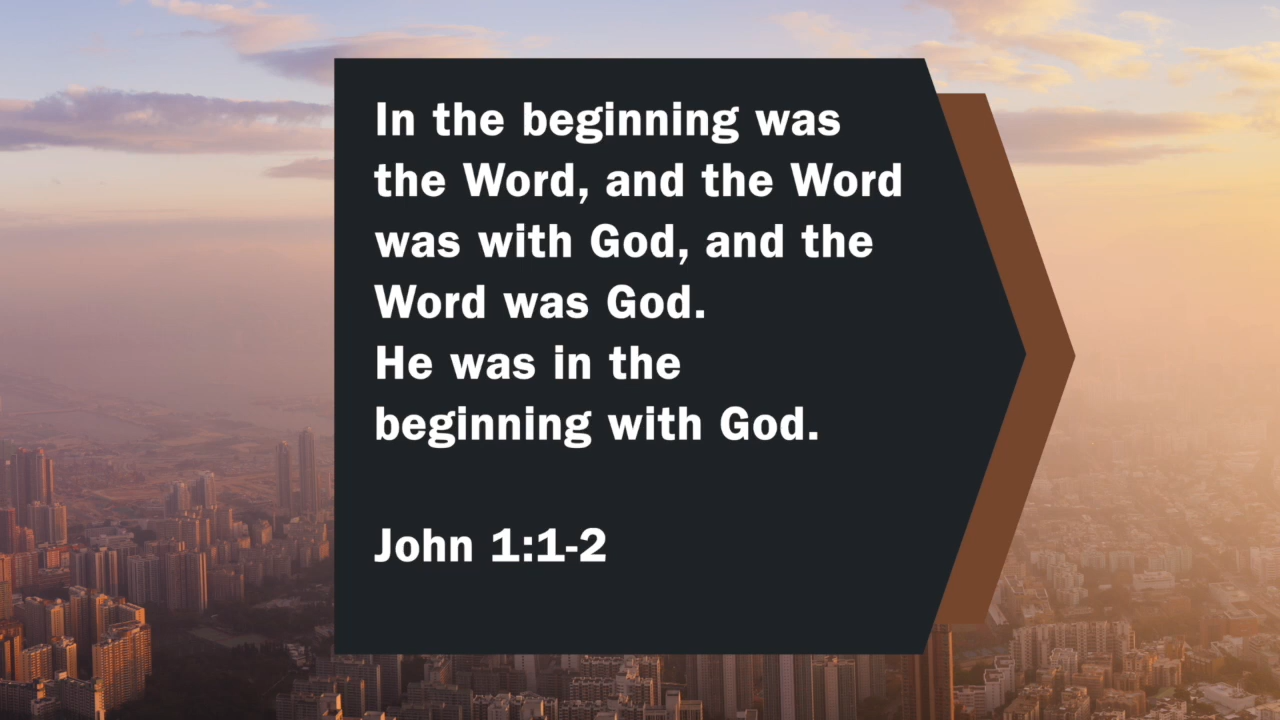 In the beginning was
the Word, and the Word
was with God, and the
Word was God.
He was in the
beginning with God.
John 1:1-2